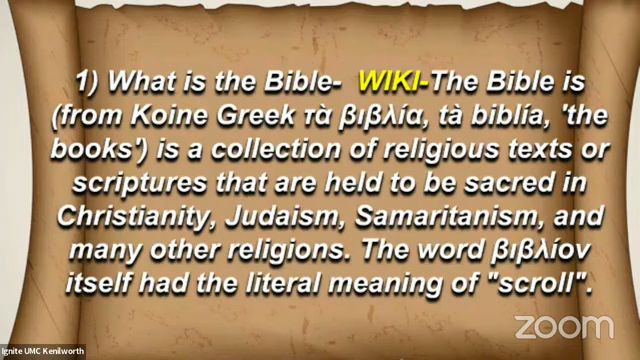 1) What is the Bible- WIKI-The Bible is
(from Koine Greek τὰ βιβλία, tà biblía, 'the
books') is a collection of religious texts or
scriptures that are held to be sacred in
Christianity, Judaism, Samaritanism, and
many other religions. The word βιβλίον
itself had the literal meaning of "scroll".
zoom
Ignite UMC Kenilworth